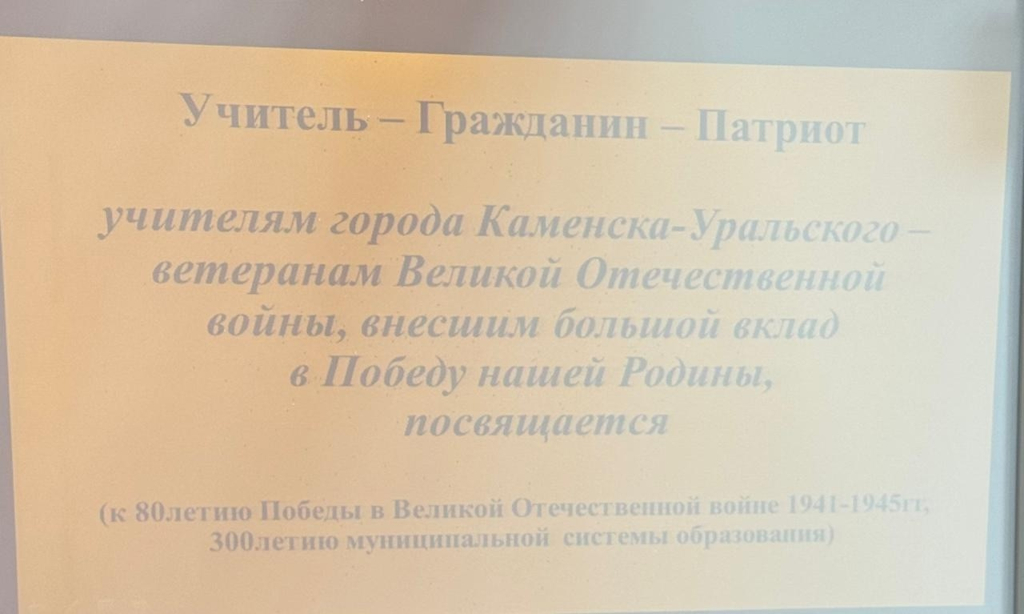 Учитель – Гражданин – Патриот
учителям города Каменска-Уральского –
ветеранам Великой Отечественной
войны, внесшим большой вклад
в Победу нашей Родины,
посвящается
(к 80летию Победы в Великой Отечественной войне 1941-1945гг,
300летию муниципальной системы образования)